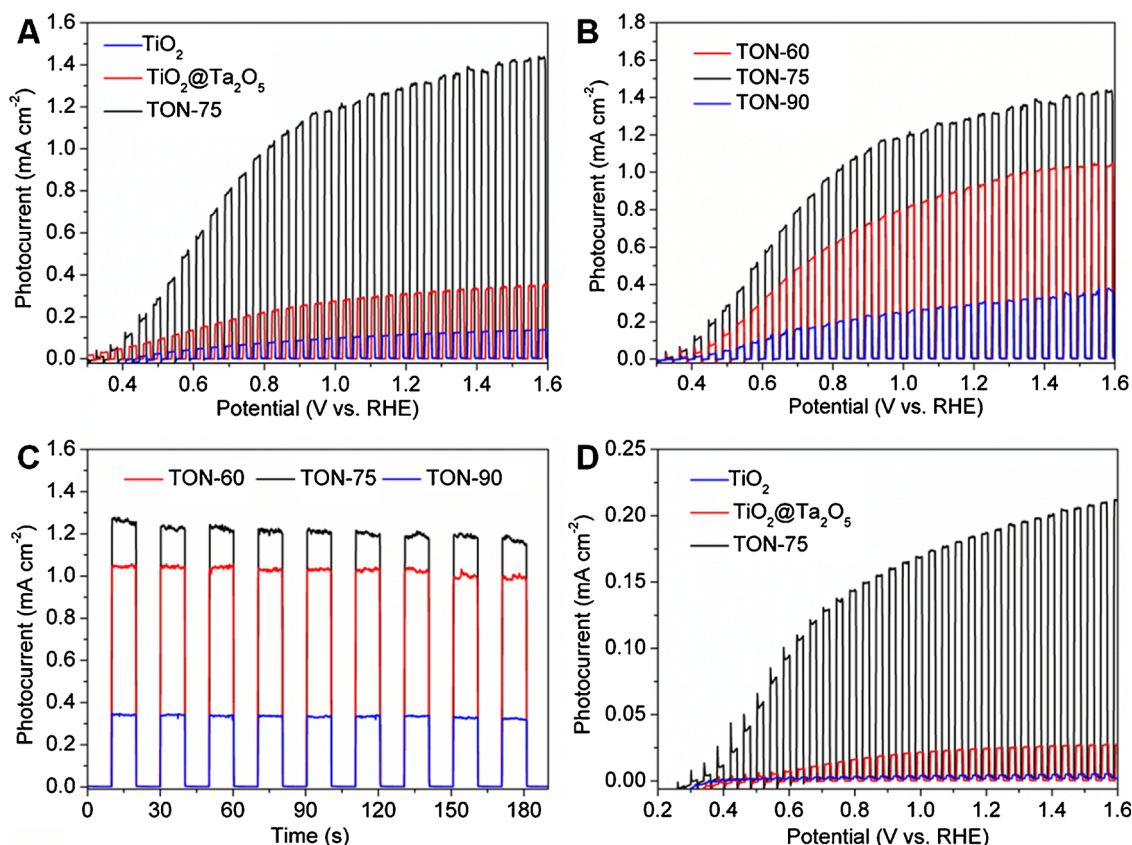 A
TiO₂
TiO₂@Ta₂O₅
TON-75
Photocurrent (mA cm⁻²)
1.6
1.4
1.2
1.0
0.8
0.6
0.4
0.2
0.0
0.4 0.6 0.8 1.0 1.2 1.4 1.6
Potential (V vs. RHE)
B
TON-60
TON-75
TON-90
Photocurrent (mA cm⁻²)
1.8
1.6
1.4
1.2
1.0
0.8
0.6
0.4
0.2
0.0
0.4 0.6 0.8 1.0 1.2 1.4 1.6
Potential (V vs. RHE)
C
TON-60 TON-75 TON-90
Photocurrent (mA cm⁻²)
1.6
1.4
1.2
1.0
0.8
0.6
0.4
0.2
0.0
0 30 60 90 120 150 180
Time (s)
D
TiO₂
TiO₂@Ta₂O₅
TON-75
Photocurrent (mA cm⁻²)
0.25
0.20
0.15
0.10
0.05
0.00
0.2 0.4 0.6 0.8 1.0 1.2 1.4 1.6
Potential (V vs. RHE)